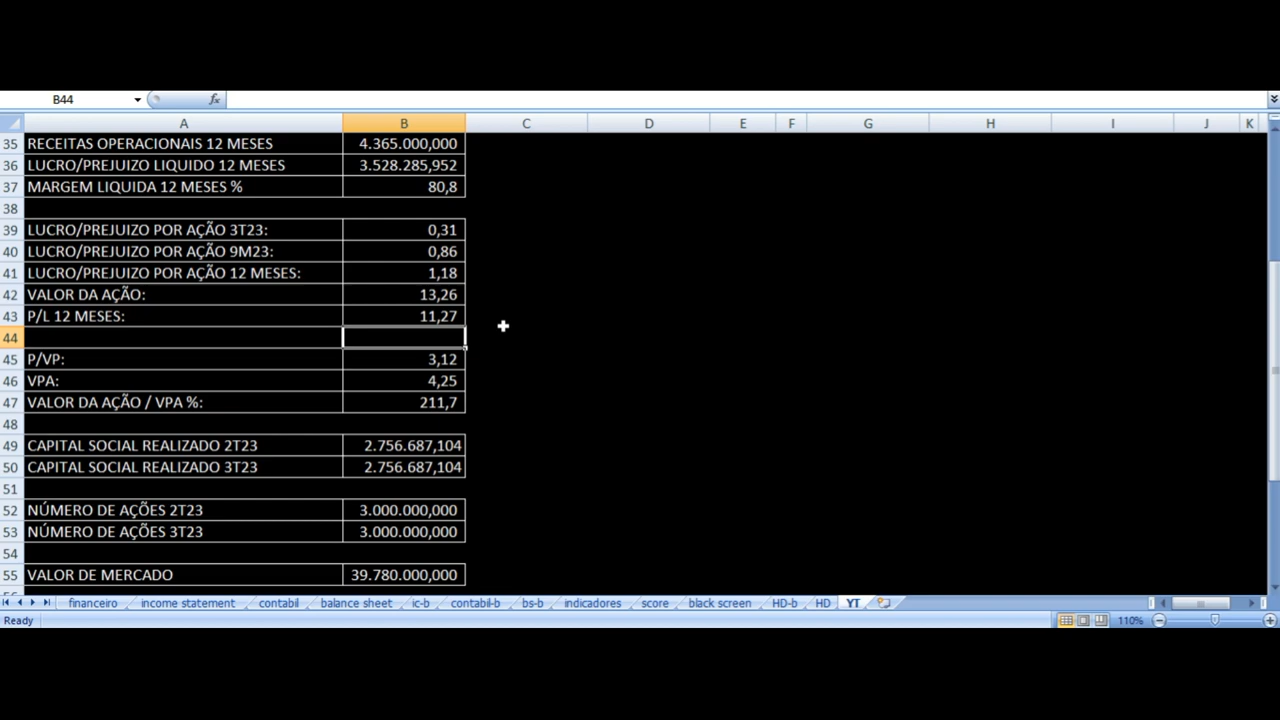 B44 fx
A B C D E F G H I J K
35 RECEITAS OPERACIONAIS 12 MESES 4.365.000,000
36 LUCRO/PREJUIZO LIQUIDO 12 MESES 3.528.285,952
37 MARGEM LIQUIDA 12 MESES % 80,8
38
39 LUCRO/PREJUIZO POR AÇÃO 3T23: 0,31
40 LUCRO/PREJUIZO POR AÇÃO 9M23: 0,86
41 LUCRO/PREJUIZO POR AÇÃO 12 MESES: 1,18
42 VALOR DA AÇÃO: 13,26
43 P/L 12 MESES: 11,27
44
45 P/VP: 3,12
46 VPA: 4,25
47 VALOR DA AÇÃO / VPA %: 211,7
48
49 CAPITAL SOCIAL REALIZADO 2T23 2.756.687,104
50 CAPITAL SOCIAL REALIZADO 3T23 2.756.687,104
51
52 NÚMERO DE AÇÕES 2T23 3.000.000,000
53 NÚMERO DE AÇÕES 3T23 3.000.000,000
54
55 VALOR DE MERCADO 39.780.000,000
financeiro income statement contabil balance sheet ic-b contabil-b bs-b indicadores score black screen HD-b HD YT
Ready 110%